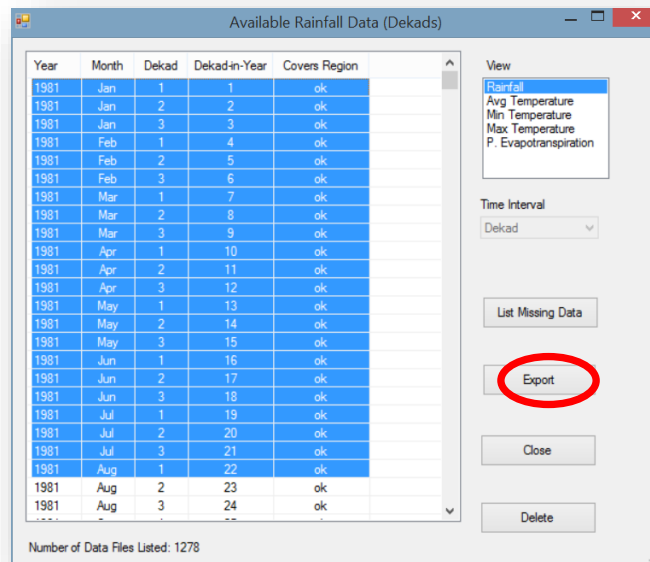 Available Rainfall Data (Dekads)
Year Month Dekad Dekad-in-Year Covers Region
1981 Jan 1 1 ok
1981 Jan 2 2 ok
1981 Jan 3 3 ok
1981 Feb 1 4 ok
1981 Feb 2 5 ok
1981 Feb 3 6 ok
1981 Mar 1 7 ok
1981 Mar 2 8 ok
1981 Mar 3 9 ok
1981 Apr 1 10 ok
1981 Apr 2 11 ok
1981 Apr 3 12 ok
1981 May 1 13 ok
1981 May 2 14 ok
1981 May 3 15 ok
1981 Jun 1 16 ok
1981 Jun 2 17 ok
1981 Jun 3 18 ok
1981 Jul 1 19 ok
1981 Jul 2 20 ok
1981 Jul 3 21 ok
1981 Aug 1 22 ok
1981 Aug 2 23 ok
1981 Aug 3 24 ok
Number of Data Files Listed: 1278
View
Rainfall
Avg Temperature
Min Temperature
Max Temperature
P. Evapotranspiration
Time Interval
Dekad
List Missing Data
Export
Close
Delete